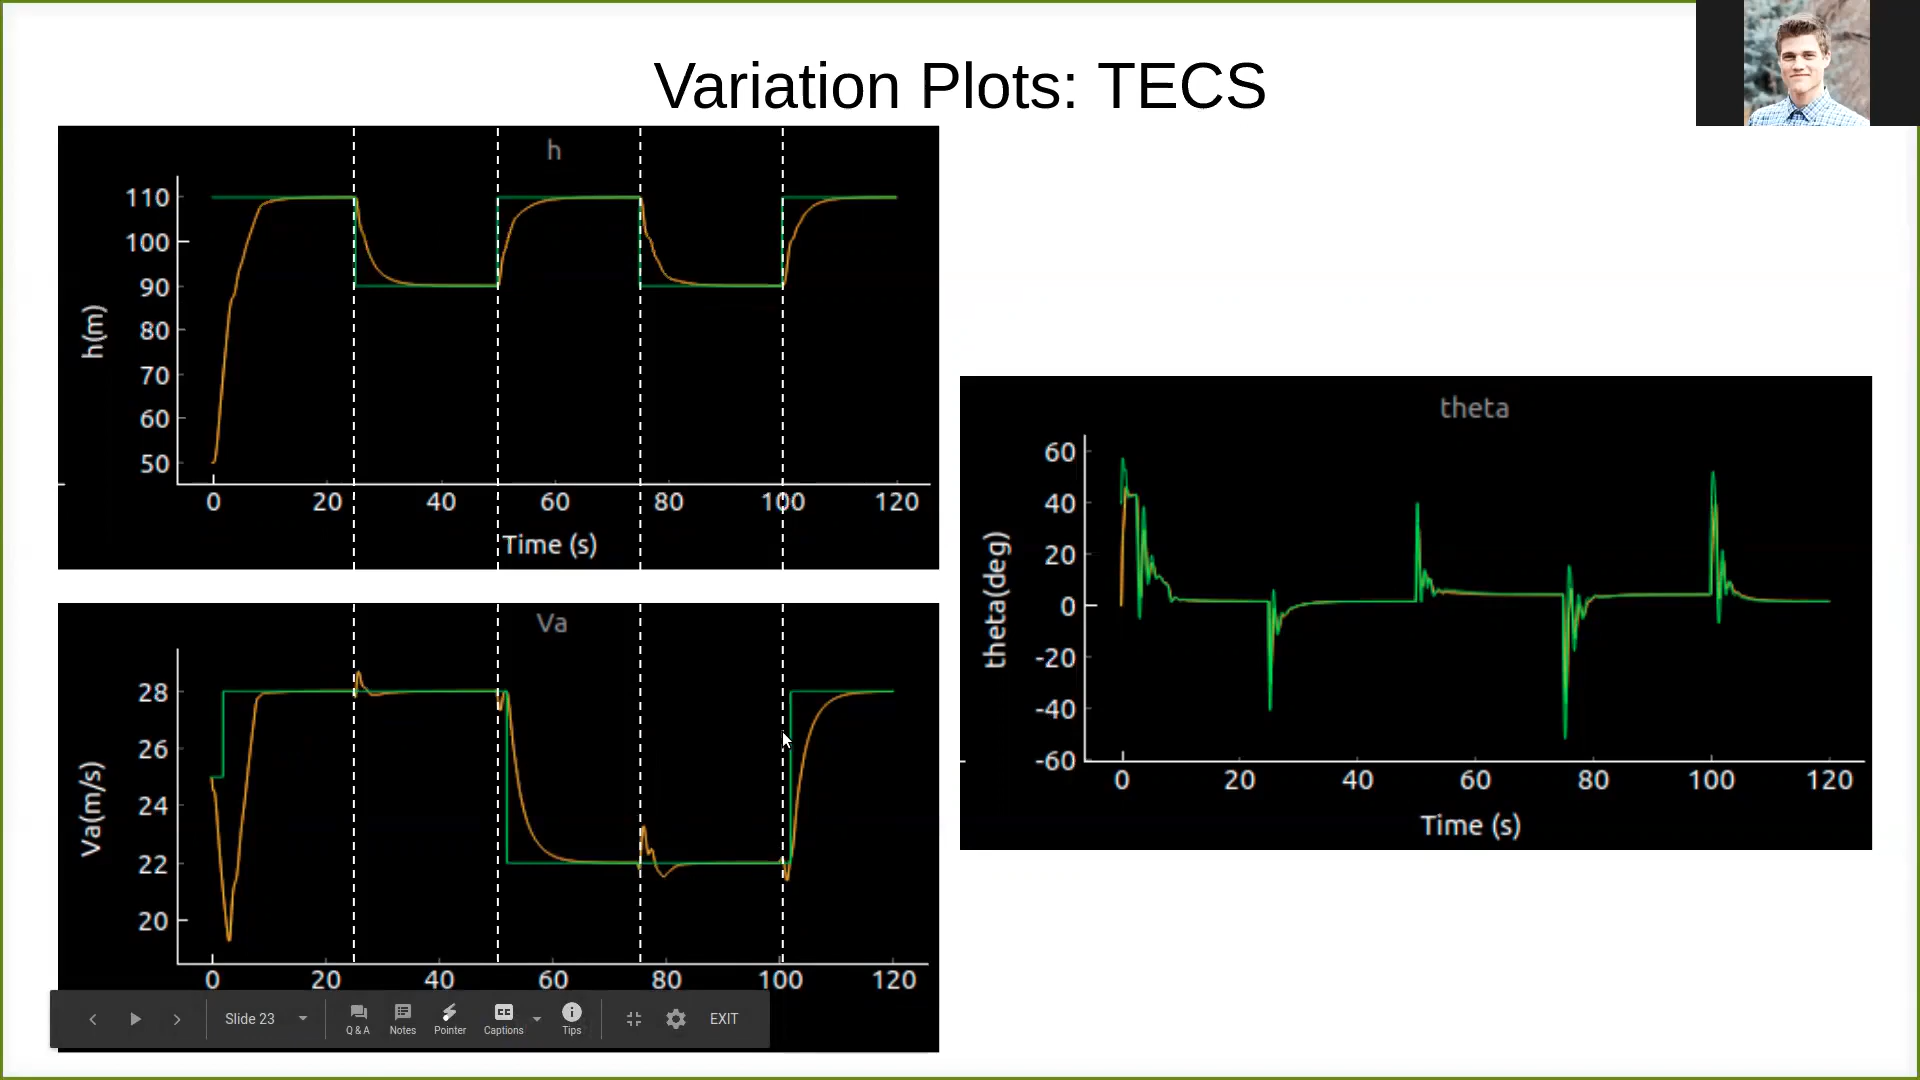 Variation Plots: TECS
h
110
100
90
80
70
60
50
h(m)
0 20 40 60 80 100 120
Time (s)
theta
60
40
20
0
-20
-40
-60
theta(deg)
0 20 40 60 80 100 120
Time (s)
Va
28
26
24
22
20
Va(m/s)
0 20 40 60 80 100 120
Slide 23
Q & A
Notes
Pointer
CC
Captions
Tips
EXIT